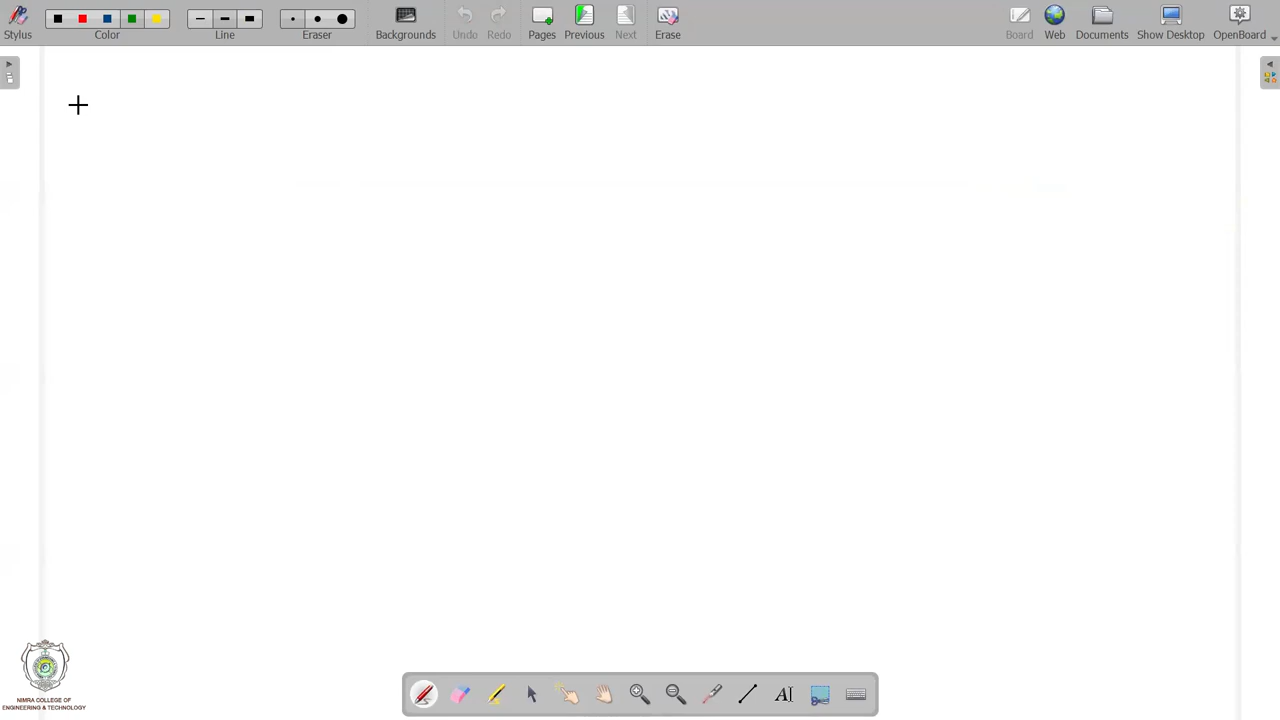 Stylus Color Line Eraser Backgrounds Undo Redo Pages Previous Next Erase Board Web Documents Show Desktop OpenBoard
AI
NIMRA COLLEGE OF
ENGINEERING & TECHNOLOGY